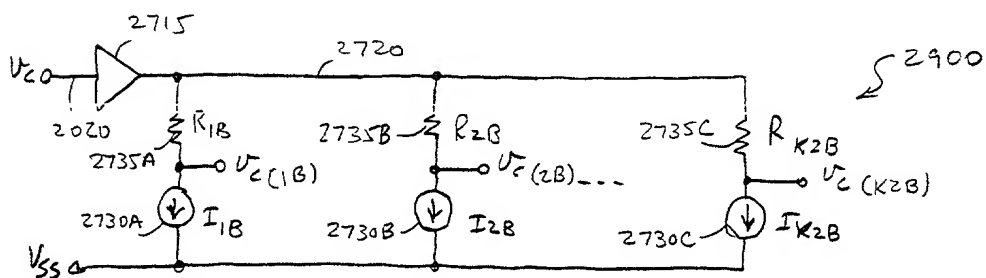 2715
2720
2900
Vc
2020
R1B
2735A
2735B
R2B
2735C
RK2B
Vc(1B)
Vc(2B)---
Vc(K2B)
2730A
I1B
2730B
I2B
2730C
IK2B
VSS